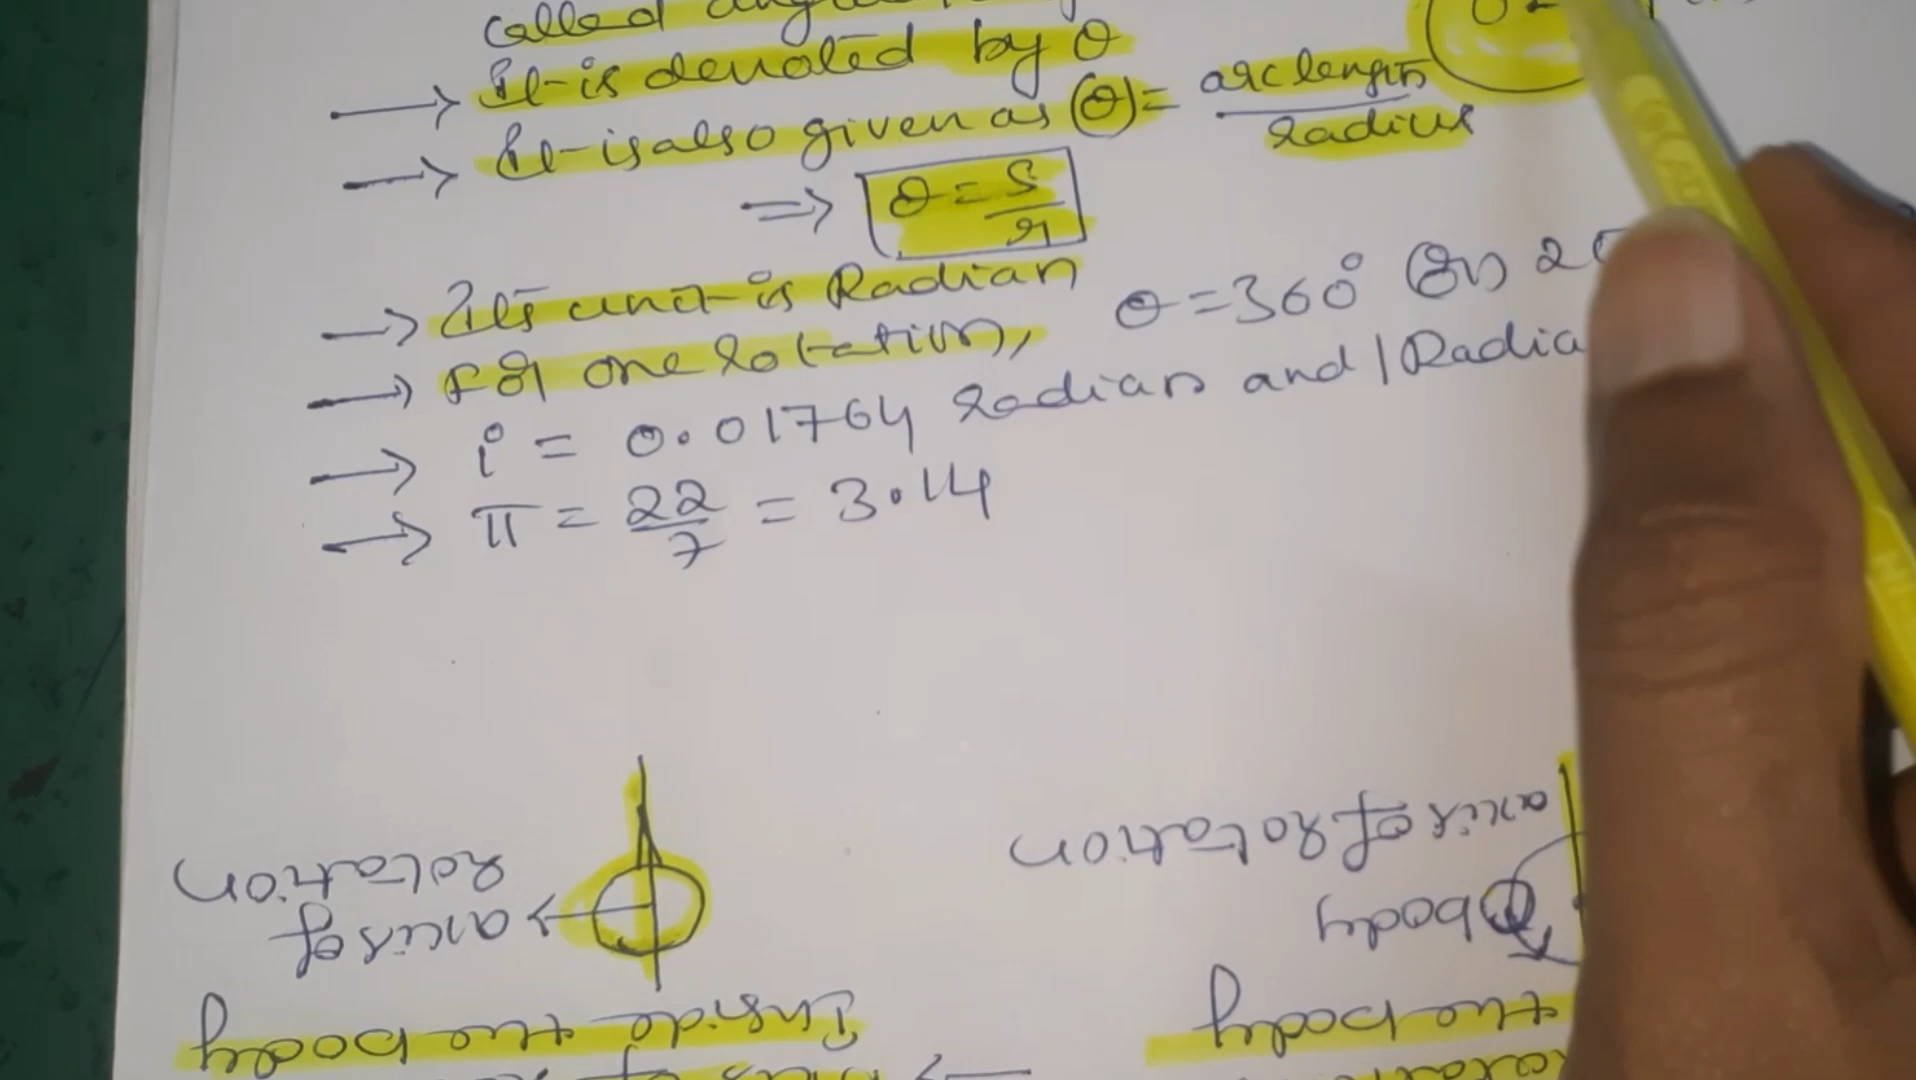 called
→ It is denoted by θ
→ It is also given as (θ) = arc length / radius
⇒ θ = s/r
→ Its unit is Radian
→ For one rotation, θ = 360° (or) 2
→ 1° = 0.01764 radians and 1 Radia
→ π = 22/7 = 3.14
axis of rotation
body
the body
axis of rotation
Inside the body